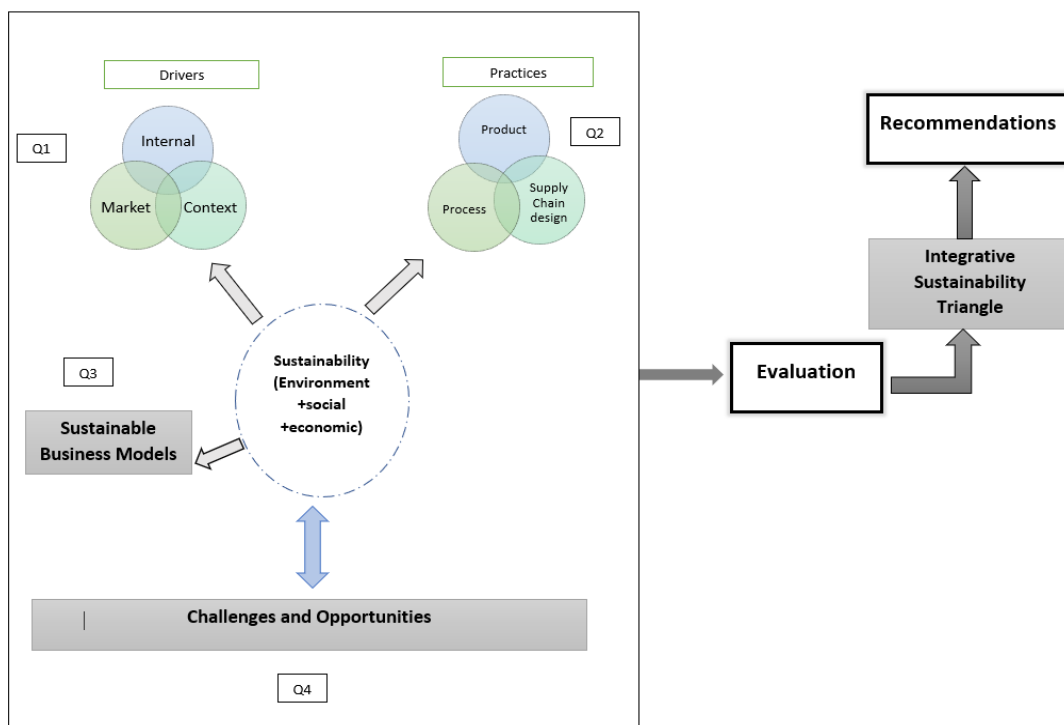 Drivers
Practices
Q1
Internal
Market
Context
Product
Q2
Process
Supply
Chain
design
Recommendations
Integrative
Sustainability
Triangle
Sustainability
(Environment
+social
+economic)
Q3
Sustainable
Business Models
Evaluation
Challenges and Opportunities
Q4